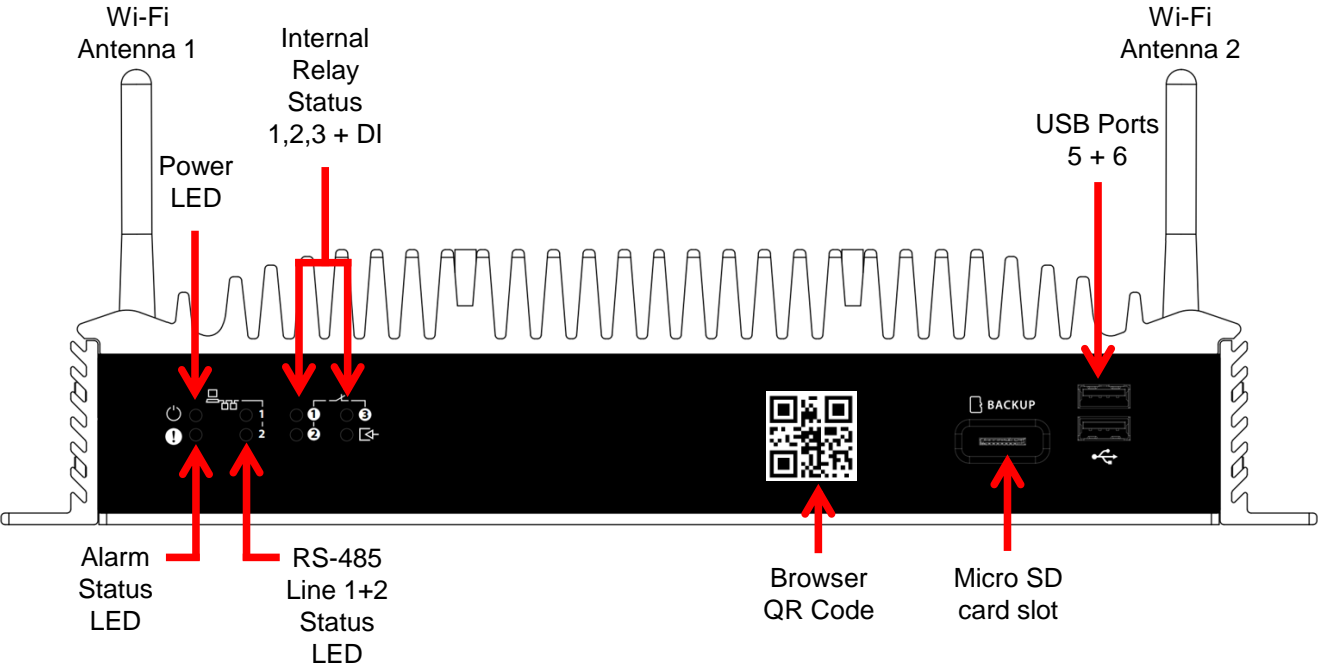 Wi-Fi
Antenna 1
Internal
Relay
Status
1,2,3 + DI
Power
LED
Wi-Fi
Antenna 2
USB Ports
5 + 6
1
2
1
2
3
BACKUP
Alarm
Status
LED
RS-485
Line 1+2
Status
LED
Browser
QR Code
Micro SD
card slot